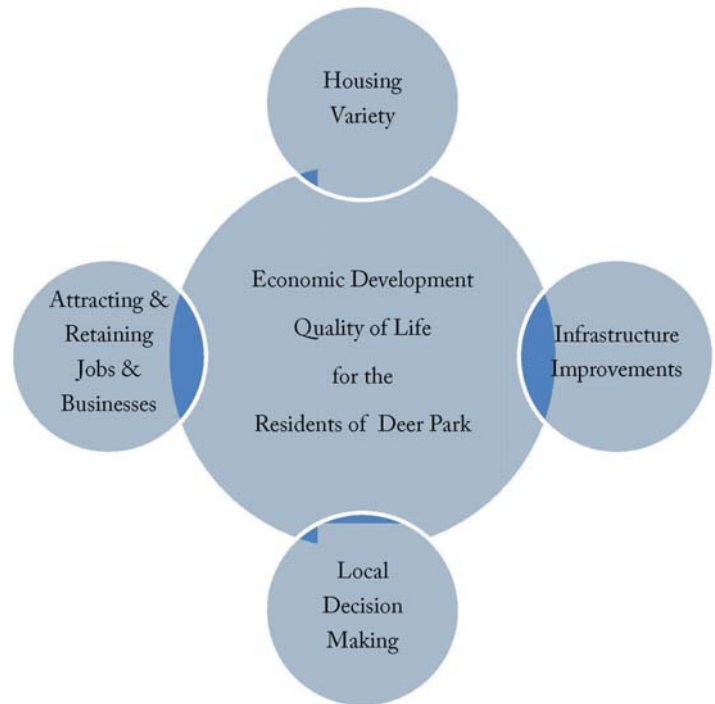 Housing
Variety
Economic Development
Quality of Life
for the
Residents of Deer Park
Attracting &
Retaining
Jobs &
Businesses
Infrastructure
Improvements
Local
Decision
Making